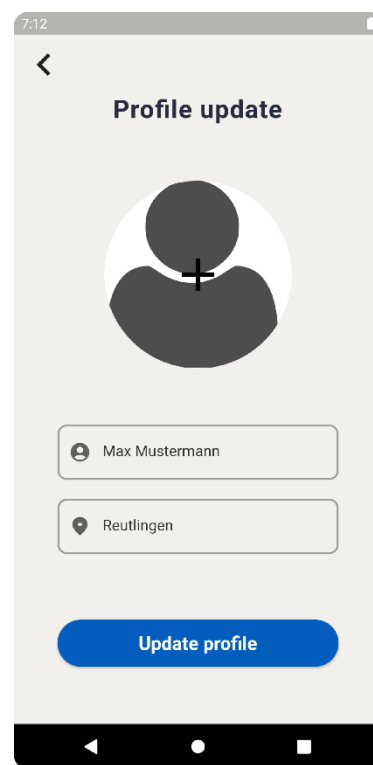 7:12
Profile update
Max Mustermann
Reutlingen
Update profile